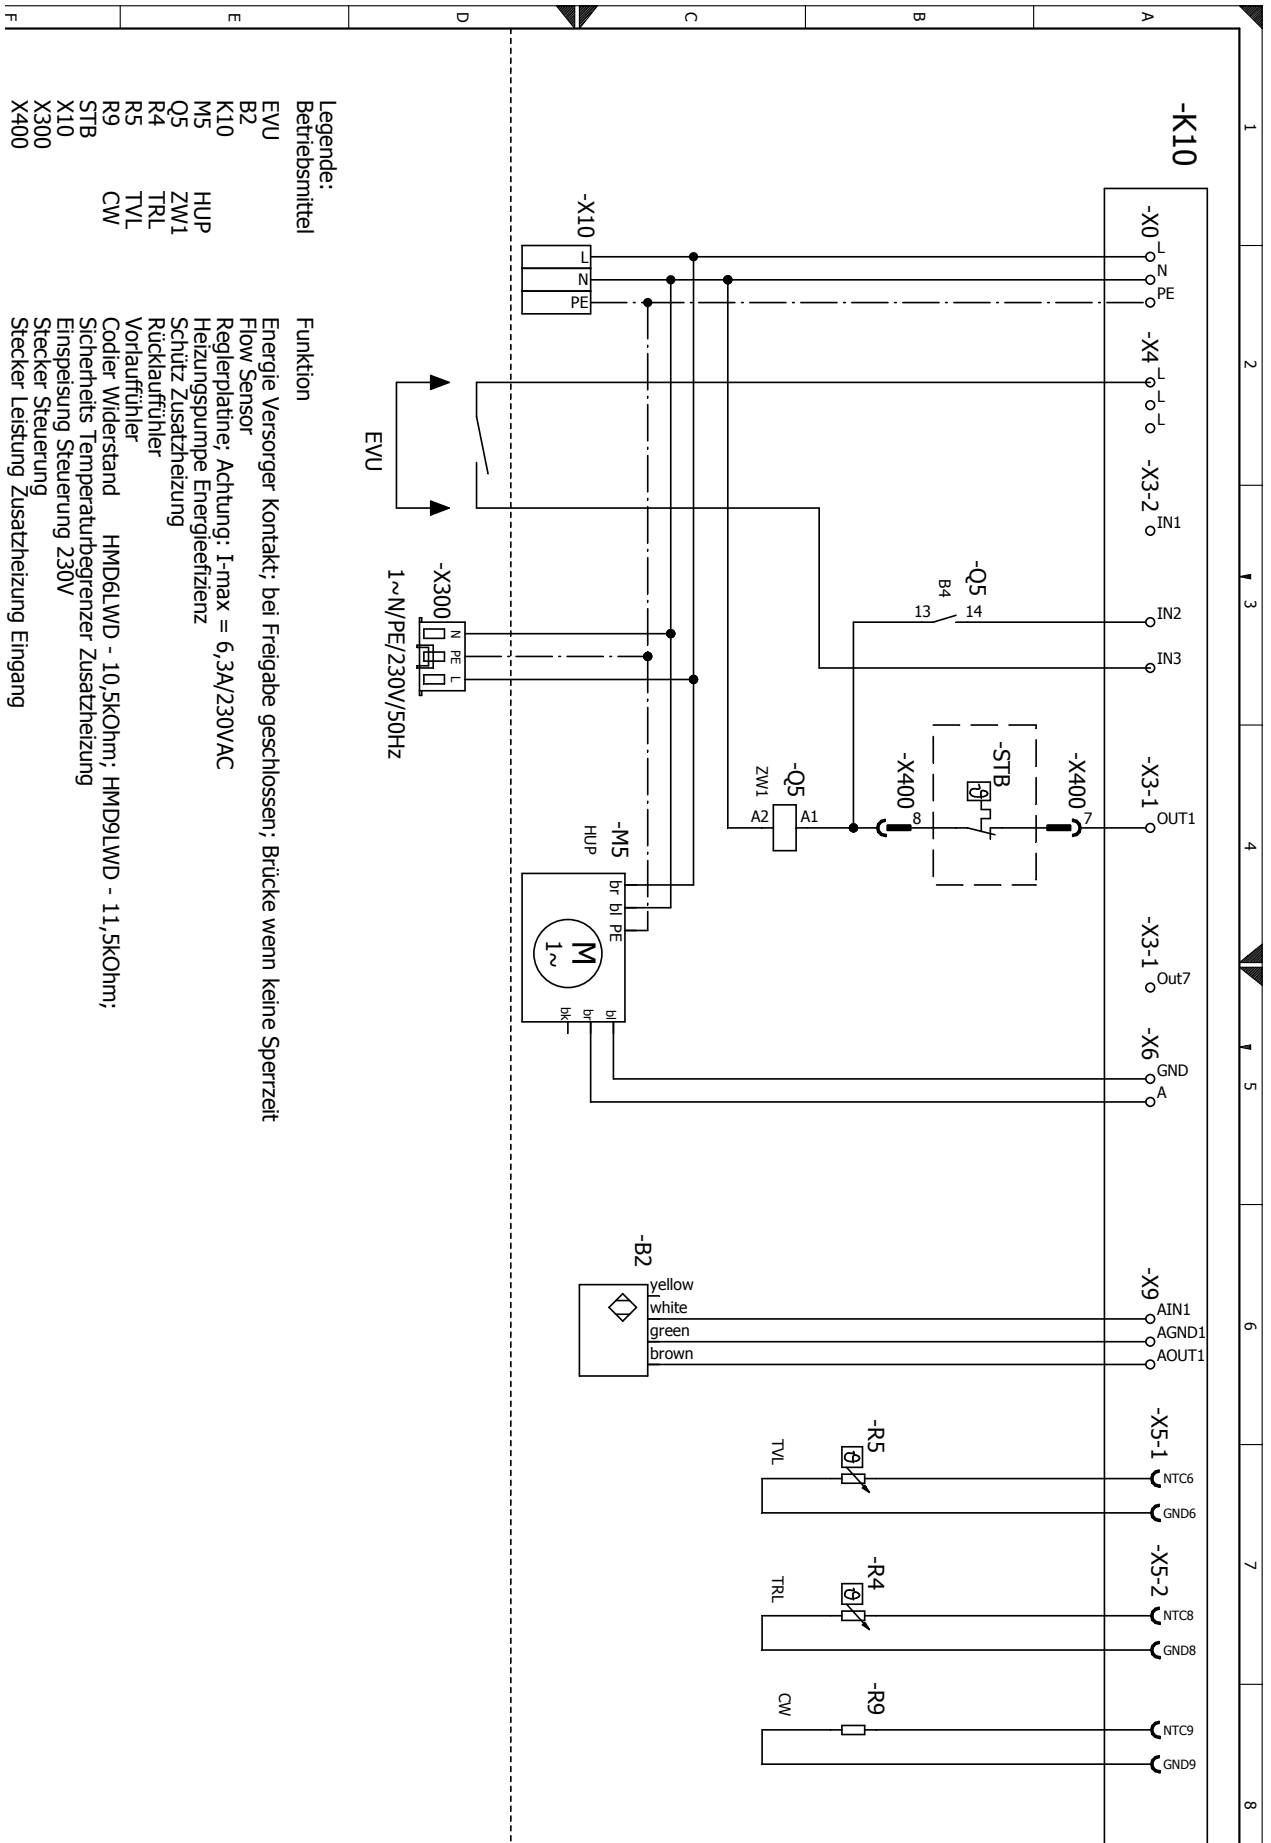 1
2
3
4
5
6
7
8
A
B
C
D
E
F
-K10
-X0
L
N
PE
-X4
L
L
L
-X3-2
IN1
IN2
IN3
-X3-1
OUT1
-X3-1
Out7
-X6
GND
A
-X9
AIN1
AGND1
AOUT1
-X5-1
NTC6
GND6
-X5-2
NTC8
GND8
NTC9
GND9
-Q5
13
14
B4
-X400
7
-STB
-X400
8
-Q5
A1
A2
ZW1
-R5
TVL
-R4
TRL
-R9
CW
-X10
L
N
PE
-M5
HUP
br
bl
PE
M
1~
bl
br
bk
-B2
yellow
white
green
brown
EVU
-X300
N
PE
L
1~N/PE/230V/50Hz
Legende:
Betriebsmittel Funktion
EVU Energie Versorger Kontakt; bei Freigabe geschlossen; Brücke wenn keine Sperrzeit
B2 Flow Sensor
K10 Reglerplatine; Achtung: I-max = 6,3A/230VAC
M5 HUP Heizungspumpe Energieefizienz
Q5 ZW1 Schütz Zusatzheizung
R4 TRL Rücklauffühler
R5 TVL Vorlauffühler
R9 CW Codier Widerstand HMD6LWD - 10,5kOhm; HMD9LWD - 11,5kOhm;
STB Sicherheits Temperaturbegrenzer Zusatzheizung
X10 Einspeisung Steuerung 230V
X300 Stecker Steuerung
X400 Stecker Leistung Zusatzheizung Eingang